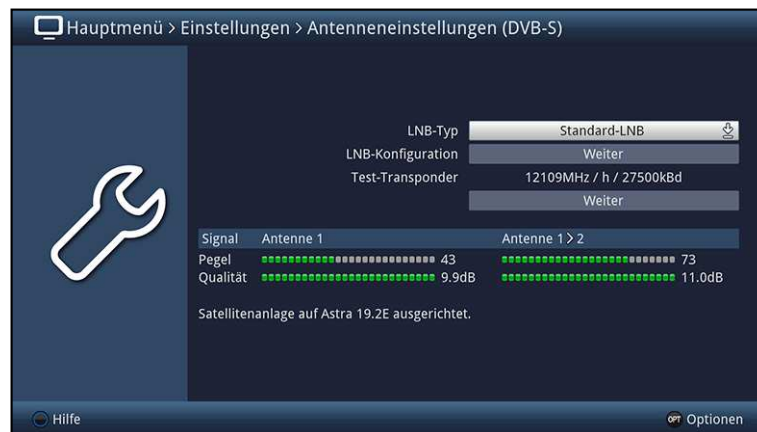 Hauptmenü > Einstellungen > Antenneneinstellungen (DVB-S)
LNB-Typ Standard-LNB
LNB-Konfiguration Weiter
Test-Transponder 12109MHz / h / 27500kBd
Weiter
Signal Antenne 1 Antenne 1 > 2
Pegel 43 73
Qualität 9.9dB 11.0dB
Satellitenanlage auf Astra 19.2E ausgerichtet.
Hilfe OPT Optionen